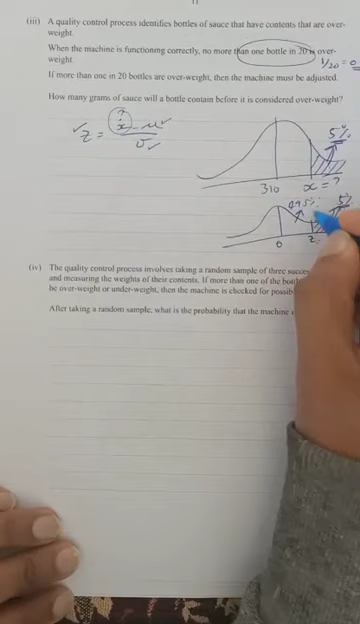 11
(iii) A quality control process identifies bottles of sauce that have contents that are over-
weight.
When the machine is functioning correctly, no more than one bottle in 20 is over-
weight.
1/20 = 0
If more than one in 20 bottles are over-weight, then the machine must be adjusted.
How many grams of sauce will a bottle contain before it is considered overweight?
z = x - μ
σ
?
5%
310 x = ?
5%
0 z
(iv) The quality control process involves taking a random sample of three
and measuring the weights of their contents. If more than one of the
be over-weight or under-weight, then the machine is checked for
After taking a random sample, what is the probability that the machine